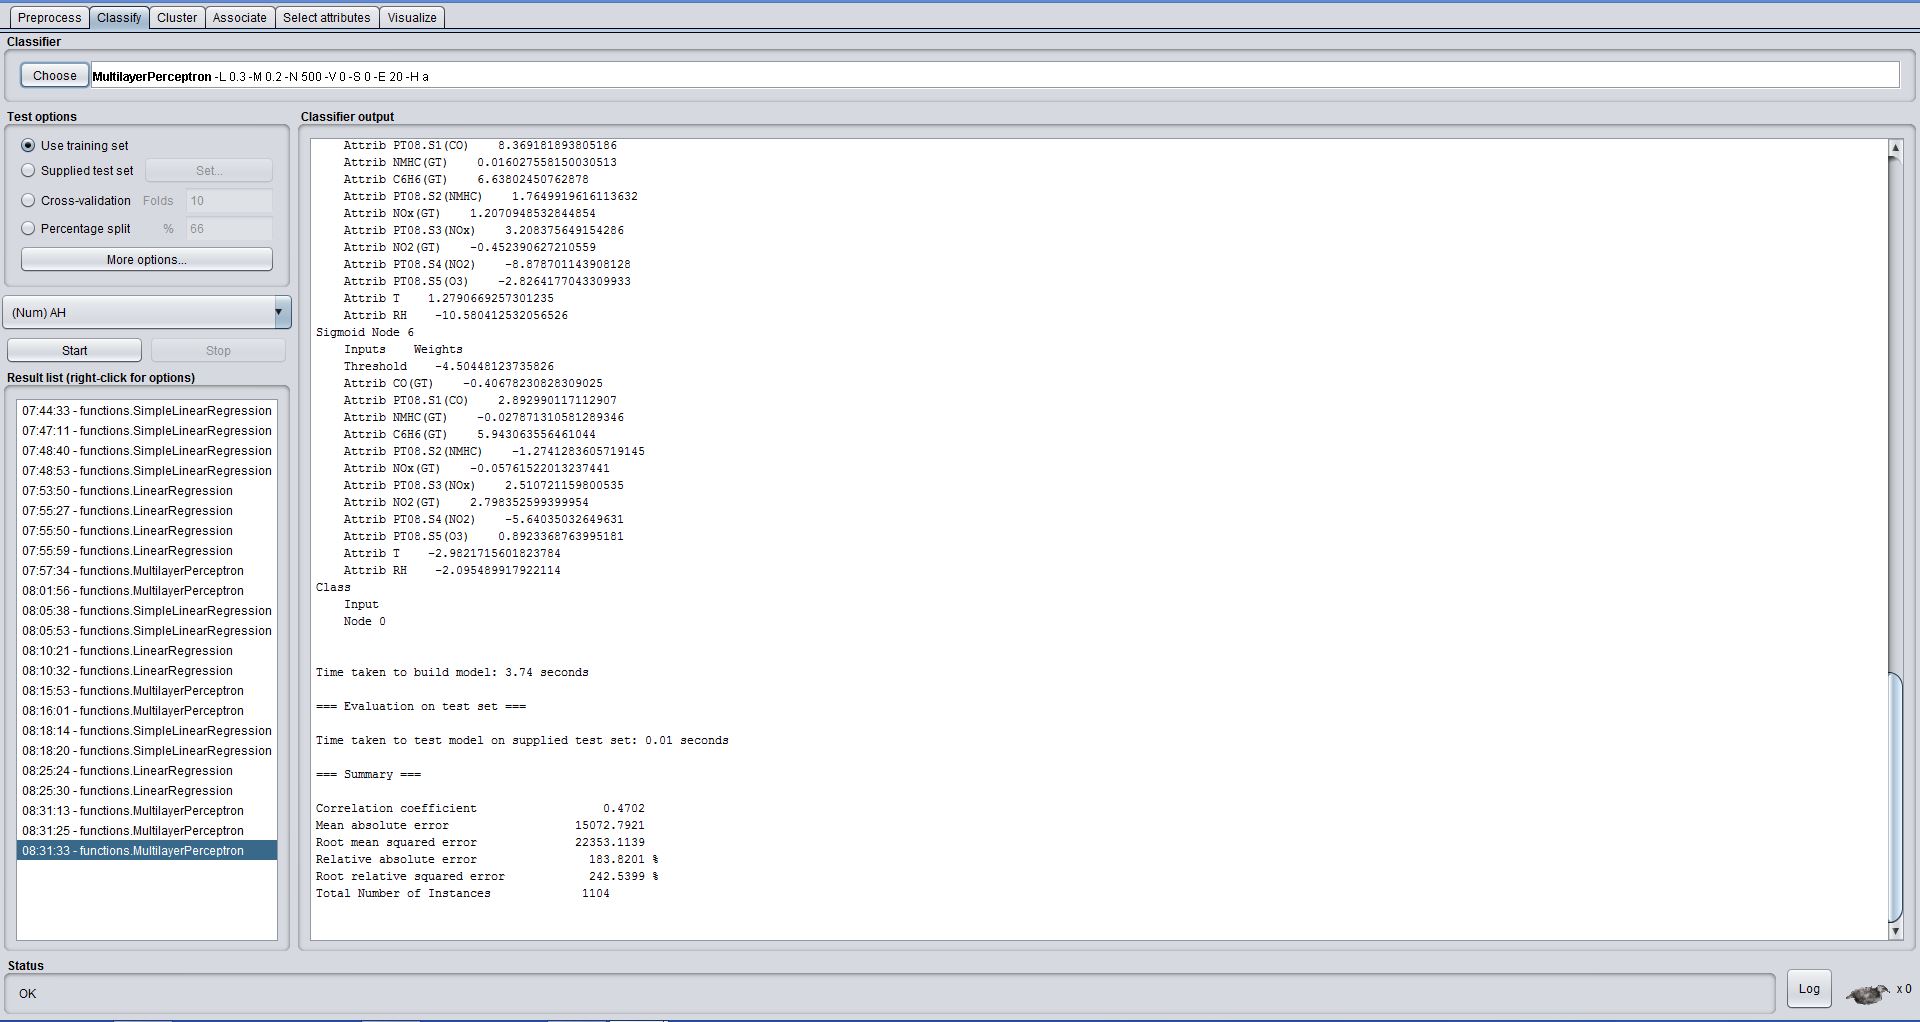 Preprocess Classify Cluster Associate Select attributes Visualize
Classifier
Choose MultilayerPerceptron -L 0.3 -M 0.2 -N 500 -V 0 -S 0 -E 20 -H a
Test options
Use training set
Supplied test set Set...
Cross-validation Folds 10
Percentage split % 66
More options...
(Num) AH
Start Stop
Result list (right-click for options)
07:44:33 - functions.SimpleLinearRegression
07:47:11 - functions.SimpleLinearRegression
07:48:40 - functions.SimpleLinearRegression
07:48:53 - functions.SimpleLinearRegression
07:53:50 - functions.LinearRegression
07:55:27 - functions.LinearRegression
07:55:50 - functions.LinearRegression
07:55:59 - functions.LinearRegression
07:57:34 - functions.MultilayerPerceptron
08:01:56 - functions.MultilayerPerceptron
08:05:38 - functions.SimpleLinearRegression
08:05:53 - functions.SimpleLinearRegression
08:10:21 - functions.LinearRegression
08:10:32 - functions.LinearRegression
08:15:53 - functions.MultilayerPerceptron
08:16:01 - functions.MultilayerPerceptron
08:18:14 - functions.SimpleLinearRegression
08:18:20 - functions.SimpleLinearRegression
08:25:24 - functions.LinearRegression
08:25:30 - functions.LinearRegression
08:31:13 - functions.MultilayerPerceptron
08:31:25 - functions.MultilayerPerceptron
08:31:33 - functions.MultilayerPerceptron
Classifier output
Attrib PT08.S1(CO) 8.369181893805186
Attrib NMHC(GT) 0.016027558150030513
Attrib C6H6(GT) 6.63802450762878
Attrib PT08.S2(NMHC) 1.7649919616113632
Attrib NOx(GT) 1.2070948532844854
Attrib PT08.S3(NOx) 3.208375649154286
Attrib NO2(GT) -0.452390627210559
Attrib PT08.S4(NO2) -8.878701143908128
Attrib PT08.S5(O3) -2.8264177043309933
Attrib T 1.2790669257301235
Attrib RH -10.580412532056526
Sigmoid Node 6
Inputs Weights
Threshold -4.50448123735826
Attrib CO(GT) -0.40678230828309025
Attrib PT08.S1(CO) 2.892990117112907
Attrib NMHC(GT) -0.027871310581289346
Attrib C6H6(GT) 5.943063556461044
Attrib PT08.S2(NMHC) -1.2741283605719145
Attrib NOx(GT) -0.05761522013237441
Attrib PT08.S3(NOx) 2.510721159800535
Attrib NO2(GT) 2.798352599399954
Attrib PT08.S4(NO2) -5.64035032649631
Attrib PT08.S5(O3) 0.8923368763995181
Attrib T -2.9821715601823784
Attrib RH -2.095489917922114
Class
Input
Node 0
Time taken to build model: 3.74 seconds
=== Evaluation on test set ===
Time taken to test model on supplied test set: 0.01 seconds
=== Summary ===
Correlation coefficient 0.4702
Mean absolute error 15072.7921
Root mean squared error 22353.1139
Relative absolute error 183.8201 %
Root relative squared error 242.5399 %
Total Number of Instances 1104
Status
OK
Log x 0